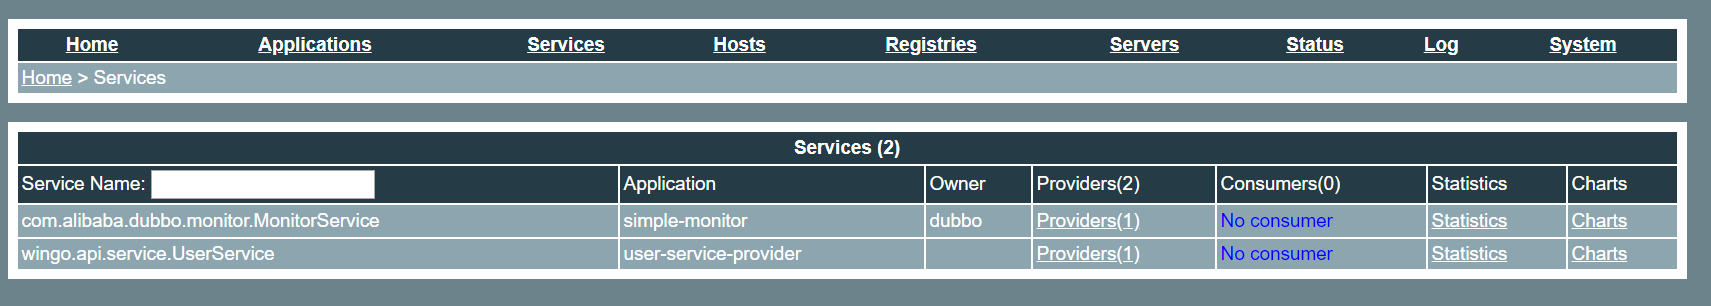 Home Applications Services Hosts Registries Servers Status Log System
Home > Services
Services (2)
Service Name: Application Owner Providers(2) Consumers(0) Statistics Charts
com.alibaba.dubbo.monitor.MonitorService simple-monitor dubbo Providers(1) No consumer Statistics Charts
wingo.api.service.UserService user-service-provider Providers(1) No consumer Statistics Charts